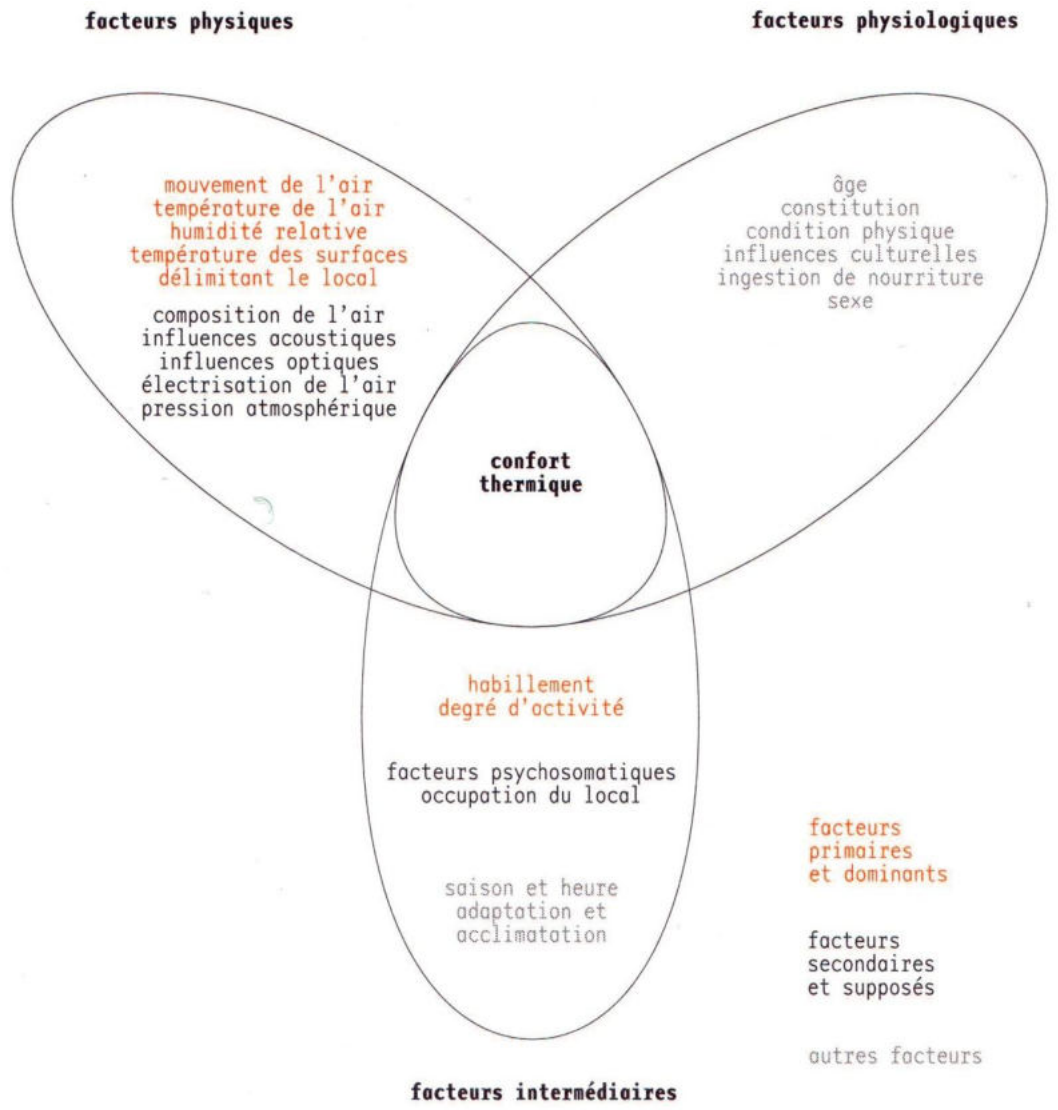 facteurs physiques
facteurs physiologiques
mouvement de l'air
température de l'air
humidité relative
température des surfaces
délimitant le local
composition de l'air
influences acoustiques
influences optiques
électrisation de l'air
pression atmosphérique
âge
constitution
condition physique
influences culturelles
ingestion de nourriture
sexe
confort
thermique
habillement
degré d'activité
facteurs psychosomatiques
occupation du local
saison et heure
adaptation et
acclimatation
facteurs
primaires
et dominants
facteurs
secondaires
et supposés
autres facteurs
facteurs intermédiaires